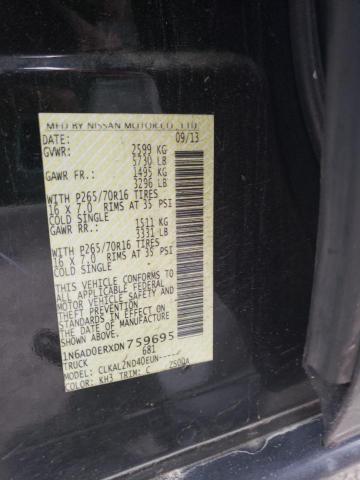 MFD BY NISSAN MOTOR CO., LTD.
DATE: 09/13
GVWR: 2599 KG
5730 LB
GAWR FR.: 1495 KG
3296 LB
WITH P265/70R16 TIRES
16 X 7.0 RIMS AT 35 PSI
COLD SINGLE
GAWR RR.: 1511 KG
3331 LB
WITH P265/70R16 TIRES
16 X 7.0 RIMS AT 35 PSI
COLD SINGLE
THIS VEHICLE CONFORMS TO
ALL APPLICABLE FEDERAL
MOTOR VEHICLE SAFETY AND
THEFT PREVENTION STANDARDS
IN EFFECT ON THE DATE OF
MANUFACTURE SHOWN ABOVE.
1N6AD0ERXDN759695
TRUCK 681
MODEL: CLKAL2ND40EUN-----
COLOR: KH3 TRIM: C 2500A